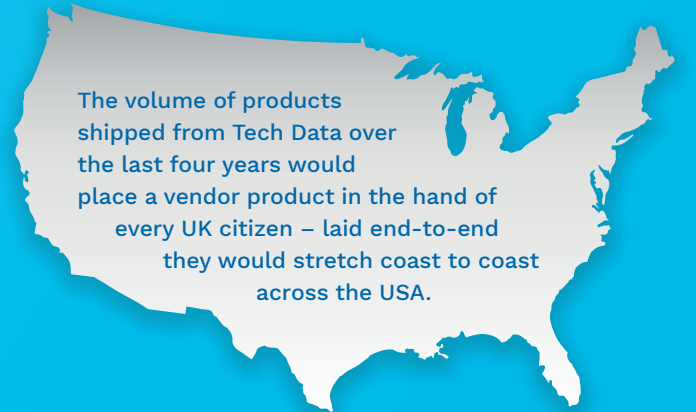 The volume of products
shipped from Tech Data over
the last four years would
place a vendor product in the hand of
every UK citizen – laid end-to-end
they would stretch coast to coast
across the USA.